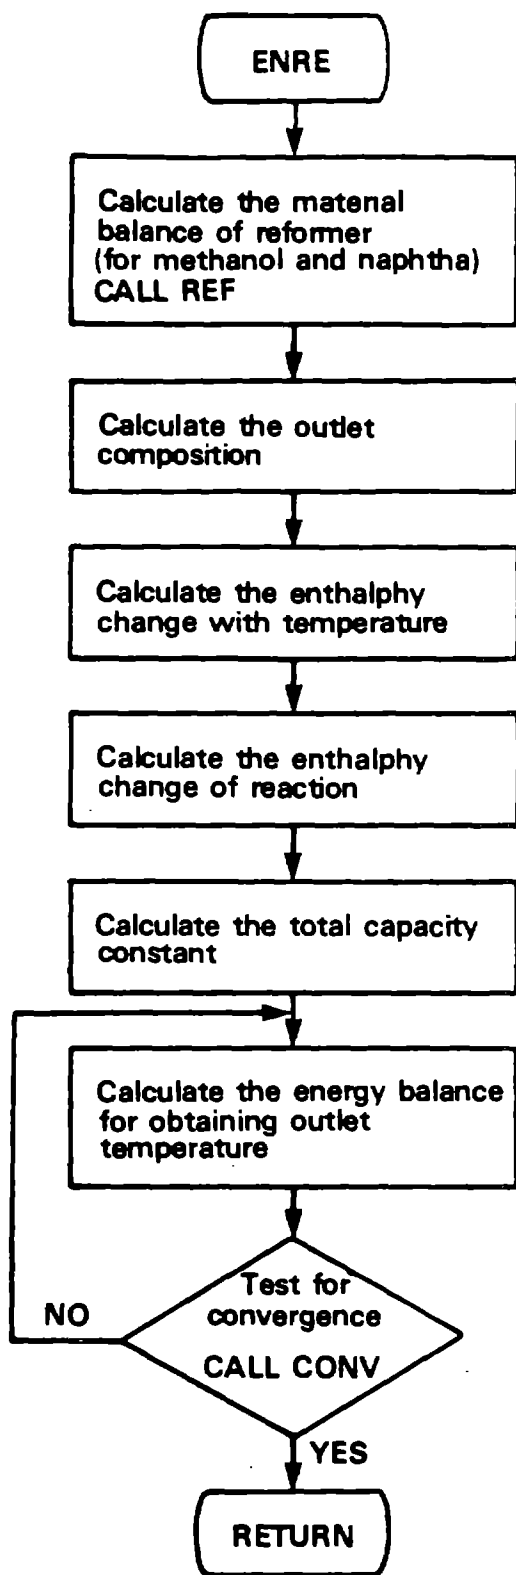 ENRE
Calculate the material
balance of reformer
(for methanol and naphtha)
CALL REF
Calculate the outlet
composition
Calculate the enthalphy
change with temperature
Calculate the enthalphy
change of reaction
Calculate the total capacity
constant
Calculate the energy balance
for obtaining outlet
temperature
Test for
convergence
CALL CONV
NO
YES
RETURN